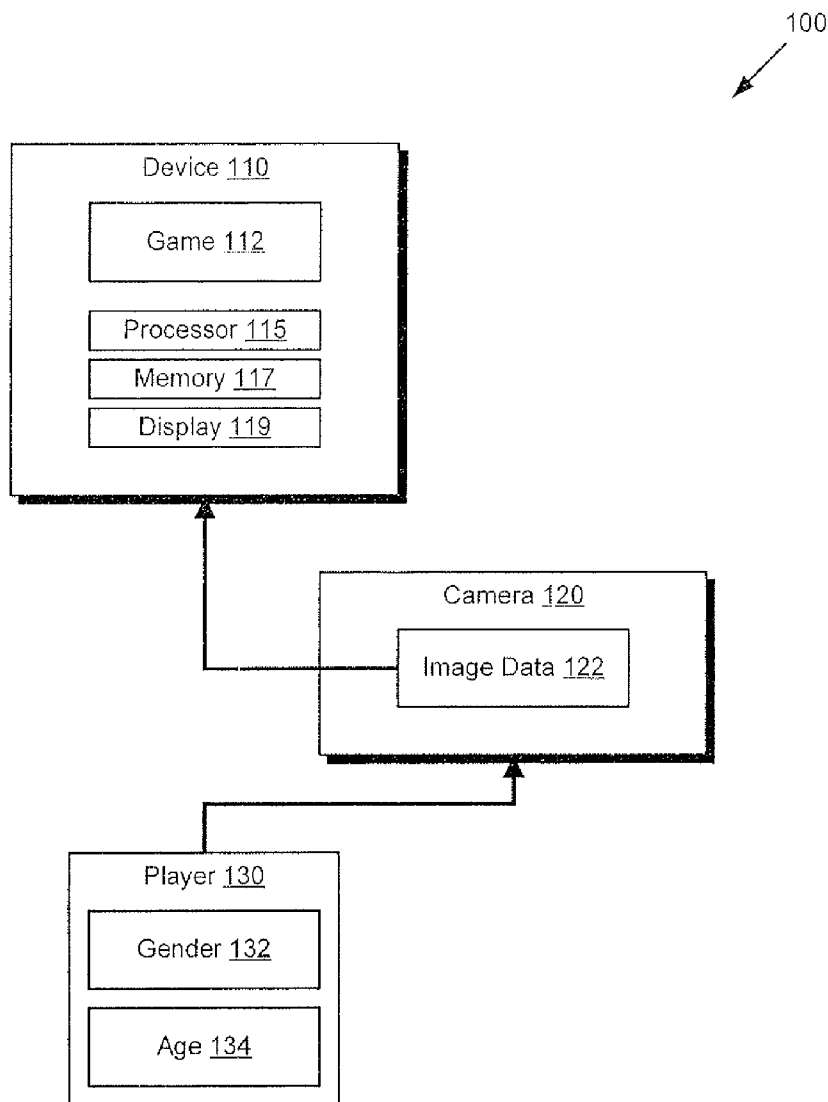 100
Device 110
Game 112
Processor 115
Memory 117
Display 119
Camera 120
Image Data 122
Player 130
Gender 132
Age 134